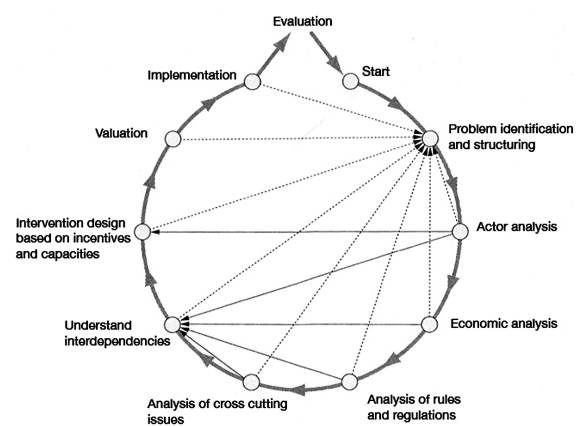 Evaluation
Implementation
Start
Valuation
Problem identification
and structuring
Intervention design
based on incentives
and capacities
Actor analysis
Understand
interdependencies
Economic analysis
Analysis of cross cutting
issues
Analysis of rules
and regulations